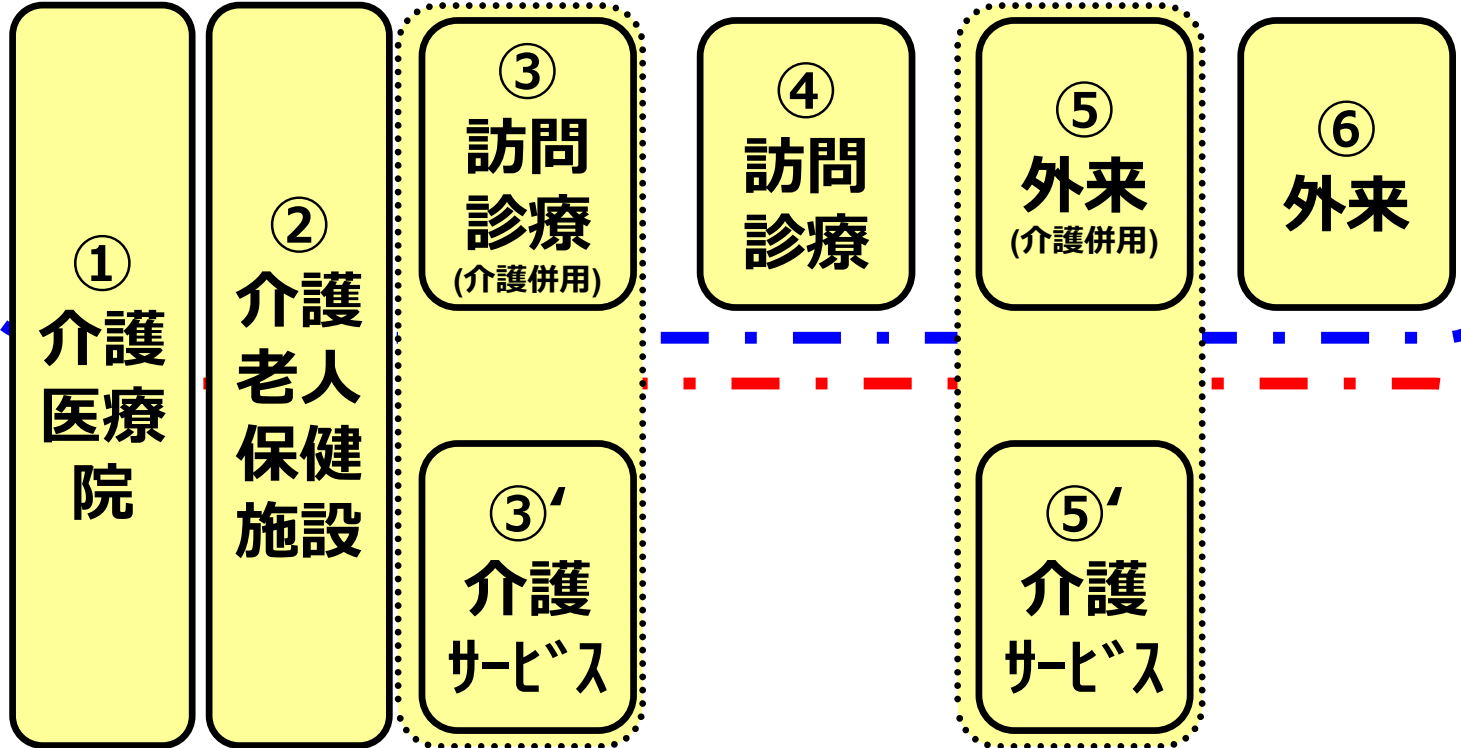 ①
介護
医療
院
②
介護
老人
保健
施設
③
訪問
診療
(介護併用)
③‘
介護
ｻｰﾋﾞｽ
④
訪問
診療
⑤
外来
(介護併用)
⑤‘
介護
ｻｰﾋﾞｽ
⑥
外来